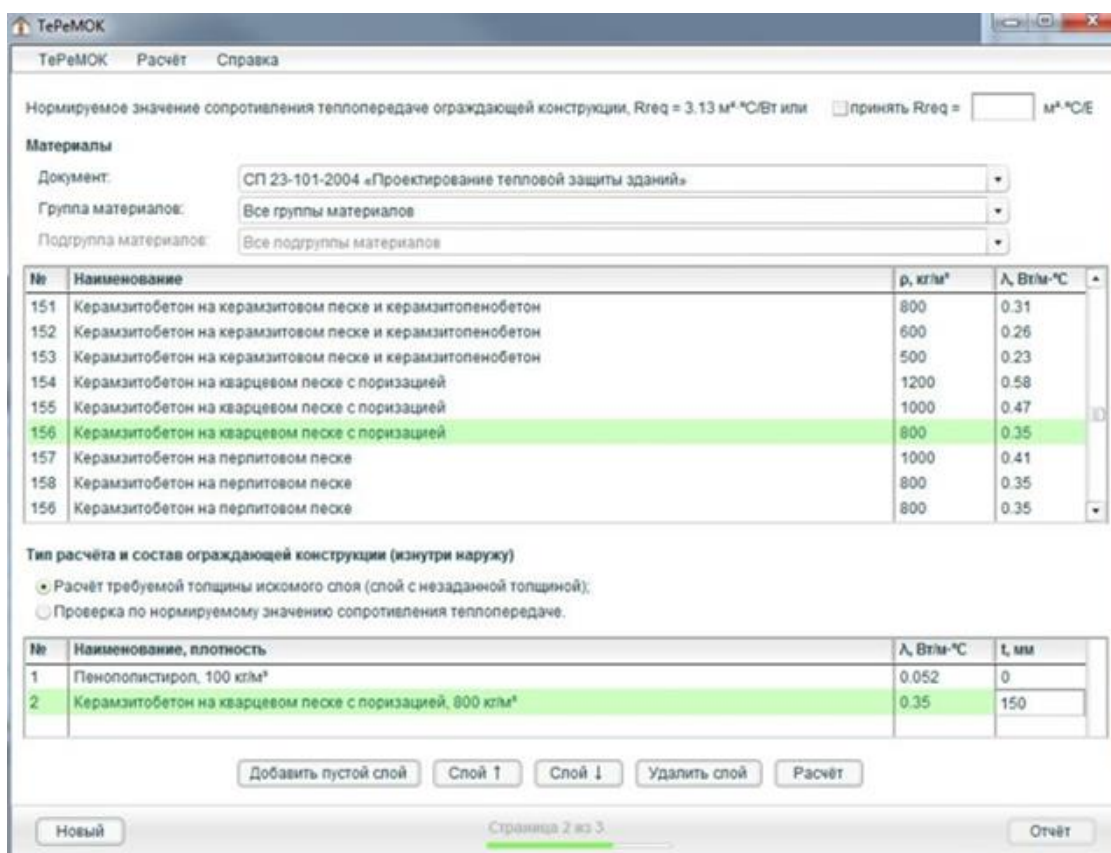 ТеРеМОК
ТеРеМОК Расчёт Справка
Нормируемое значение сопротивления теплопередаче ограждающей конструкции, Rreq = 3.13 м²·°С/Вт или принять Rreq = м²·°С/Е
Материалы
Документ: СП 23-101-2004 «Проектирование тепловой защиты зданий»
Группа материалов: Все группы материалов
Подгруппа материалов: Все подгруппы материалов
№ Наименование ρ, кг/м³ λ, Вт/м·°С
151 Керамзитобетон на керамзитовом песке и керамзитопенобетон 800 0.31
152 Керамзитобетон на керамзитовом песке и керамзитопенобетон 600 0.26
153 Керамзитобетон на керамзитовом песке и керамзитопенобетон 500 0.23
154 Керамзитобетон на кварцевом песке с поризацией 1200 0.58
155 Керамзитобетон на кварцевом песке с поризацией 1000 0.47
156 Керамзитобетон на кварцевом песке с поризацией 800 0.35
157 Керамзитобетон на перлитовом песке 1000 0.41
158 Керамзитобетон на перлитовом песке 800 0.35
156 Керамзитобетон на перлитовом песке 800 0.35
Тип расчёта и состав ограждающей конструкции (изнутри наружу)
Расчёт требуемой толщины искомого слоя (слой с незаданной толщиной);
Проверка по нормируемому значению сопротивления теплопередаче.
№ Наименование, плотность λ, Вт/м·°С t, мм
1 Пенополистирол, 100 кг/м³ 0.052 0
2 Керамзитобетон на кварцевом песке с поризацией, 800 кг/м³ 0.35 150
Добавить пустой слой Слой ↑ Слой ↓ Удалить слой Расчёт
Новый Страница 2 из 3 Отчёт